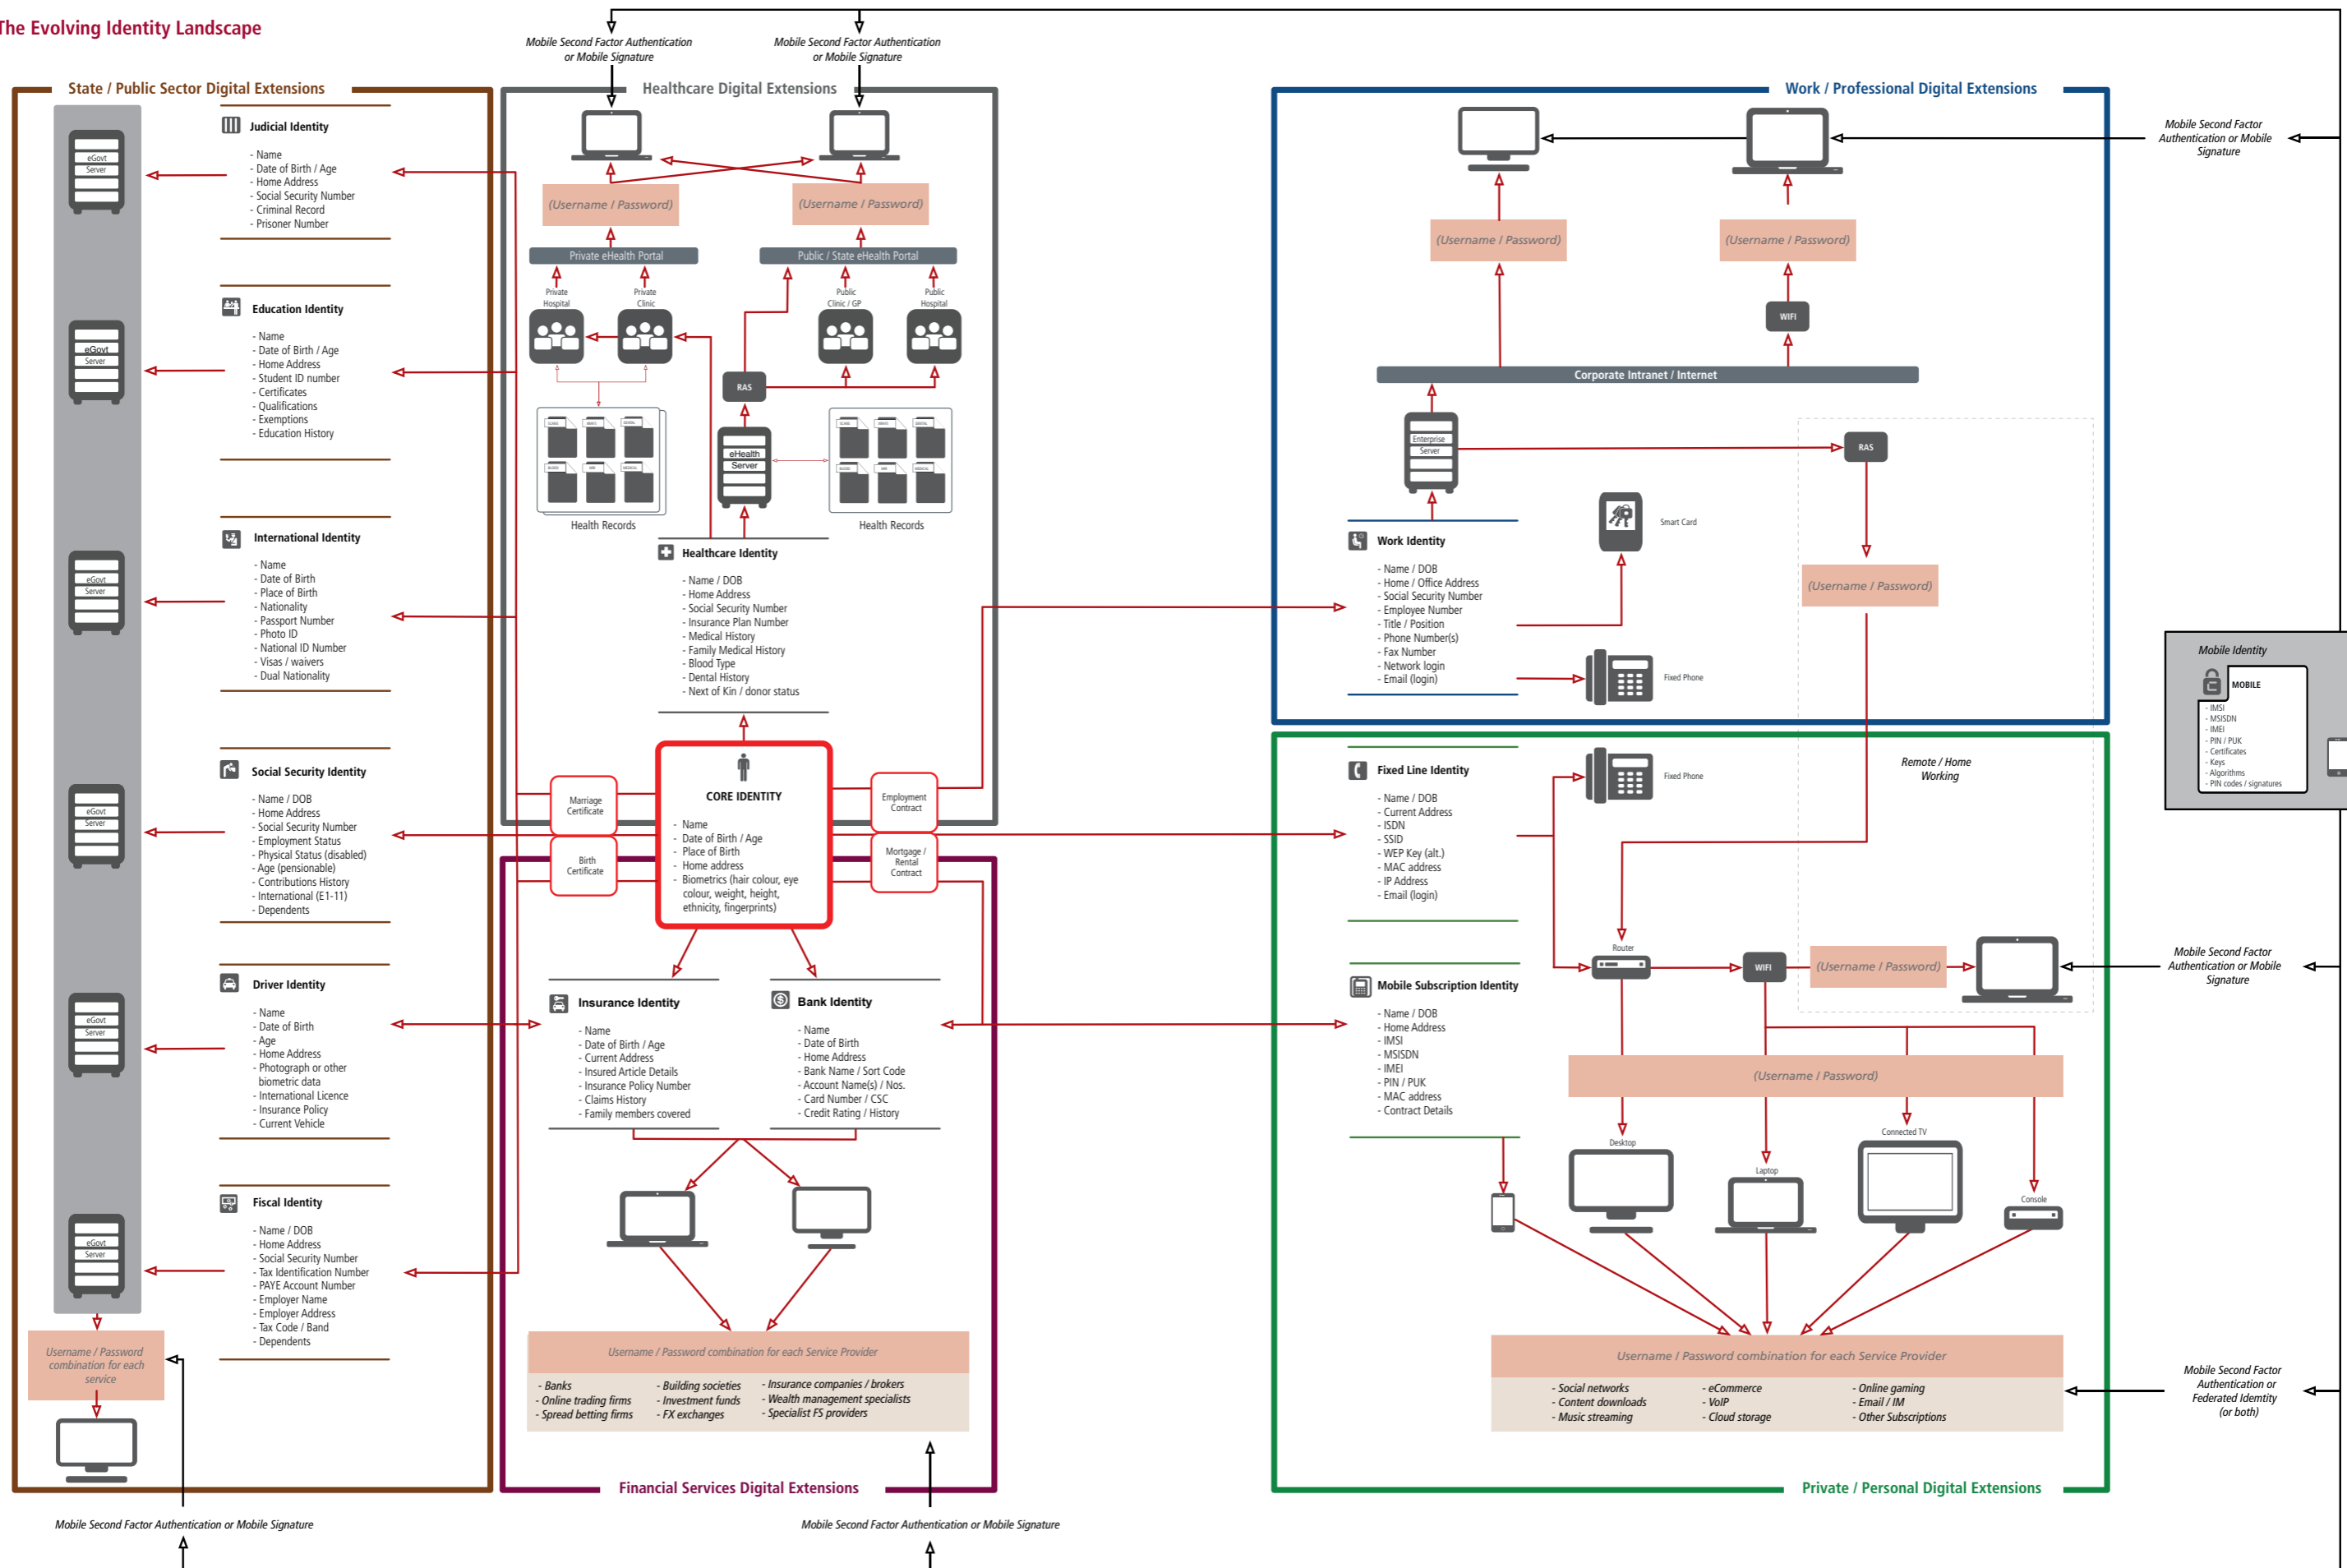 The Evolving Identity Landscape
Mobile Second Factor Authentication
or Mobile Signature
Mobile Second Factor Authentication
or Mobile Signature
State / Public Sector Digital Extensions
eGovt
Server
Judicial Identity
- Name
- Date of Birth / Age
- Home Address
- Social Security Number
- Criminal Record
- Prisoner Number
eGovt
Server
Education Identity
- Name
- Date of Birth / Age
- Home Address
- Student ID number
- Certificates
- Qualifications
- Exemptions
- Education History
eGovt
Server
International Identity
- Name
- Date of Birth
- Place of Birth
- Nationality
- Passport Number
- Photo ID
- National ID Number
- Visas / waivers
- Dual Nationality
eGovt
Server
Social Security Identity
- Name / DOB
- Home Address
- Social Security Number
- Employment Status
- Physical Status (disabled)
- Age (pensionable)
- Contributions History
- International (E1-11)
- Dependents
eGovt
Server
Driver Identity
- Name
- Date of Birth
- Age
- Home Address
- Photograph or other
biometric data
- International Licence
- Insurance Policy
- Current Vehicle
eGovt
Server
Fiscal Identity
- Name / DOB
- Home Address
- Social Security Number
- Tax Identification Number
- PAYE Account Number
- Employer Name
- Employer Address
- Tax Code / Band
- Dependents
Username / Password
combination for each
service
Mobile Second Factor Authentication or Mobile Signature
Healthcare Digital Extensions
(Username / Password)
(Username / Password)
Private eHealth Portal
Public / State eHealth Portal
Private
Hospital
Private
Clinic
Public
Clinic / GP
Public
Hospital
RAS
eHealth
Server
Health Records
Health Records
Healthcare Identity
- Name / DOB
- Home Address
- Social Security Number
- Insurance Plan Number
- Medical History
- Family Medical History
- Blood Type
- Dental History
- Next of Kin / donor status
Marriage
Certificate
Birth
Certificate
CORE IDENTITY
- Name
- Date of Birth / Age
- Place of Birth
- Home address
- Biometrics (hair colour, eye
colour, weight, height,
ethnicity, fingerprints)
Employment
Contract
Mortgage /
Rental
Contract
Insurance Identity
- Name
- Date of Birth / Age
- Current Address
- Insured Article Details
- Insurance Policy Number
- Claims History
- Family members covered
Bank Identity
- Name
- Date of Birth
- Home Address
- Bank Name / Sort Code
- Account Name(s) / Nos.
- Card Number / CSC
- Credit Rating / History
Username / Password combination for each Service Provider
- Banks
- Online trading firms
- Spread betting firms
- Building societies
- Investment funds
- FX exchanges
- Insurance companies / brokers
- Wealth management specialists
- Specialist FS providers
Financial Services Digital Extensions
Mobile Second Factor Authentication or Mobile Signature
Work / Professional Digital Extensions
(Username / Password)
(Username / Password)
WIFI
Corporate Intranet / Internet
Enterprise
Server
RAS
Smart Card
Work Identity
- Name / DOB
- Home / Office Address
- Social Security Number
- Employee Number
- Title / Position
- Phone Number(s)
- Fax Number
- Network login
- Email (login)
Fixed Phone
(Username / Password)
Fixed Line Identity
- Name / DOB
- Current Address
- ISDN
- SSID
- WEP Key (alt.)
- MAC address
- IP Address
- Email (login)
Fixed Phone
Remote / Home
Working
Router
WIFI
(Username / Password)
Mobile Subscription Identity
- Name / DOB
- Home Address
- IMSI
- MSISDN
- IMEI
- PIN / PUK
- MAC address
- Contract Details
(Username / Password)
Desktop
Laptop
Connected TV
Console
Username / Password combination for each Service Provider
- Social networks
- Content downloads
- Music streaming
- eCommerce
- VoIP
- Cloud storage
- Online gaming
- Email / IM
- Other Subscriptions
Private / Personal Digital Extensions
Mobile Second Factor
Authentication or Mobile
Signature
Mobile Identity
MOBILE
- IMSI
- MSISDN
- IMEI
- PIN / PUK
- Certificates
- Keys
- Algorithms
- PIN codes / signatures
Mobile Second Factor
Authentication or Mobile
Signature
Mobile Second Factor
Authentication or
Federated Idemtity
(or both)